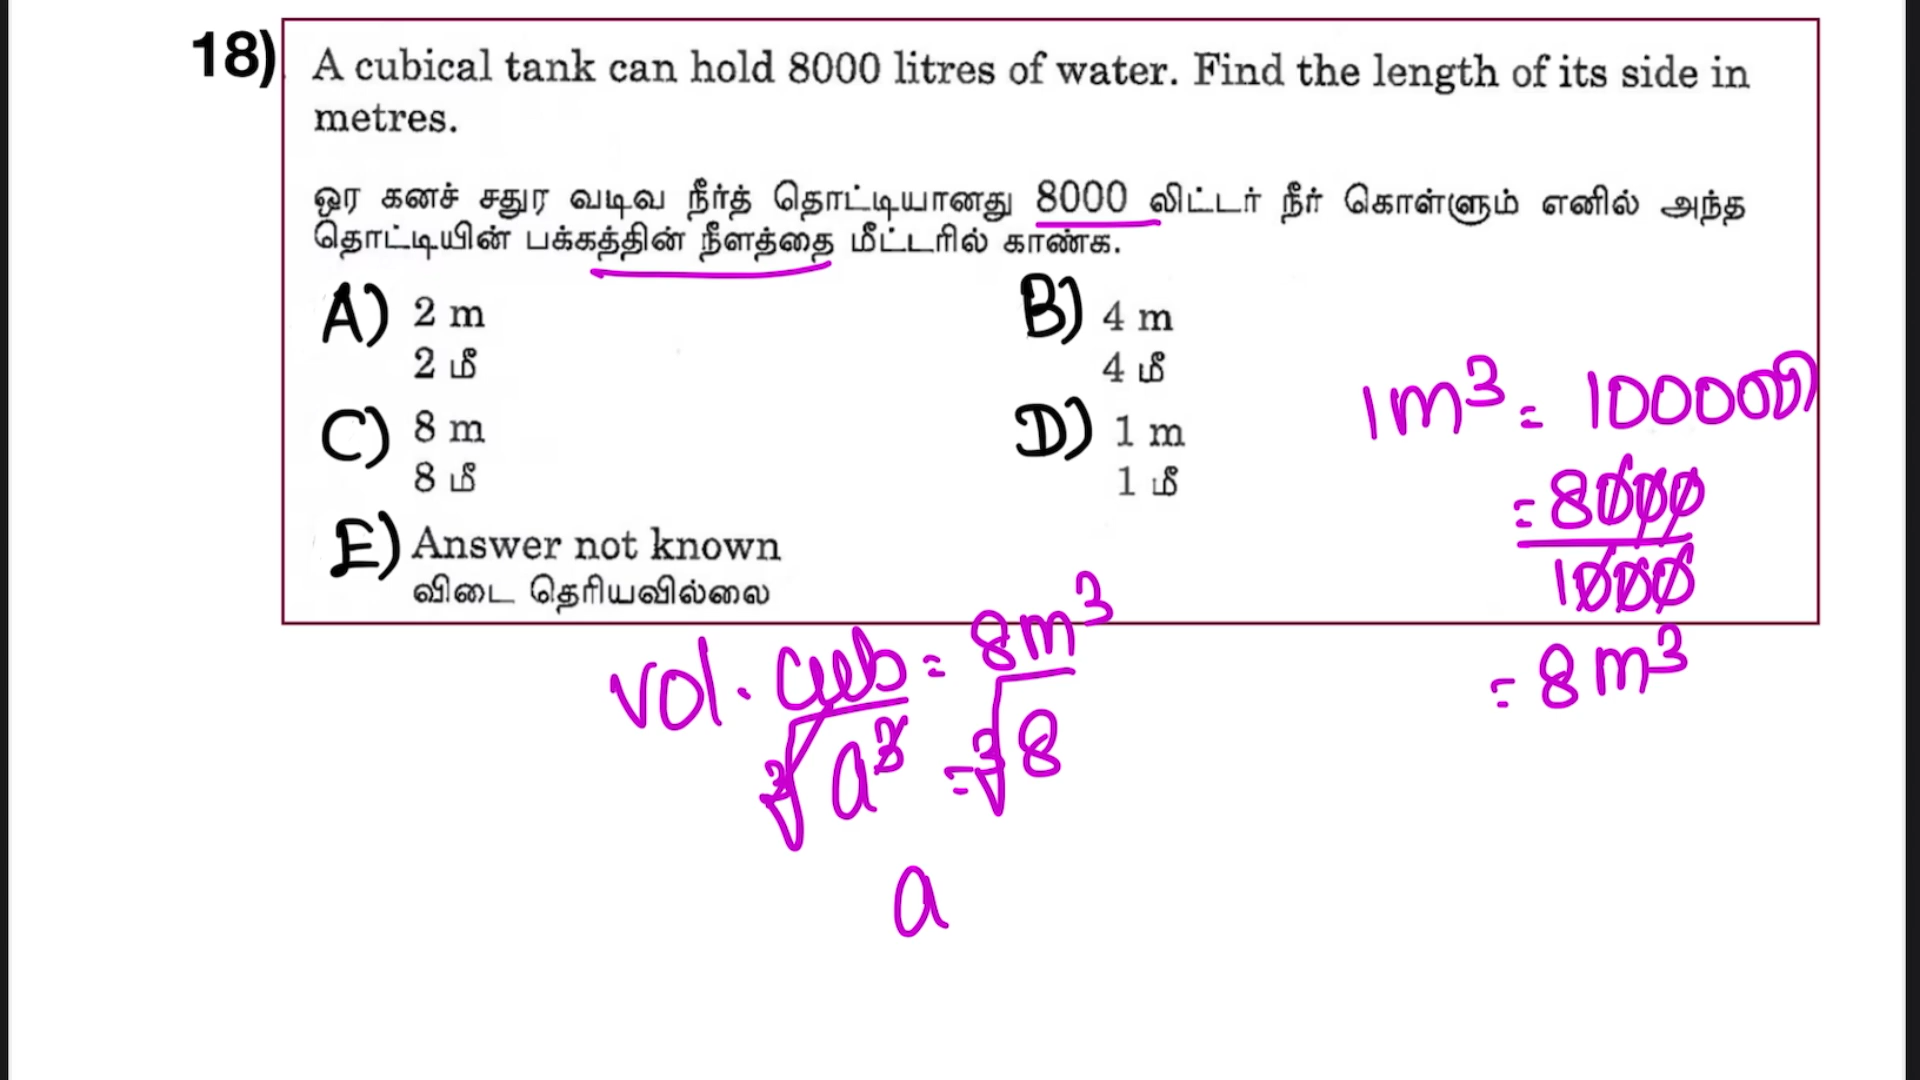 18) A cubical tank can hold 8000 litres of water. Find the length of its side in
metres.
ஒர கனச் சதுர வடிவ நீர்த் தொட்டியானது 8000 லிட்டர் நீர் கொள்ளும் எனில் அந்த
தொட்டியின் பக்கத்தின் நீளத்தை மீட்டரில் காண்க.
A) 2 m
2 மீ
B) 4 m
4 மீ
C) 8 m
8 மீ
D) 1 m
1 மீ
E) Answer not known
விடை தெரியவில்லை
1m³ = 1000
= 8000
1000
= 8m³
Vol. = 8m³
∛a³ = ∛8
a